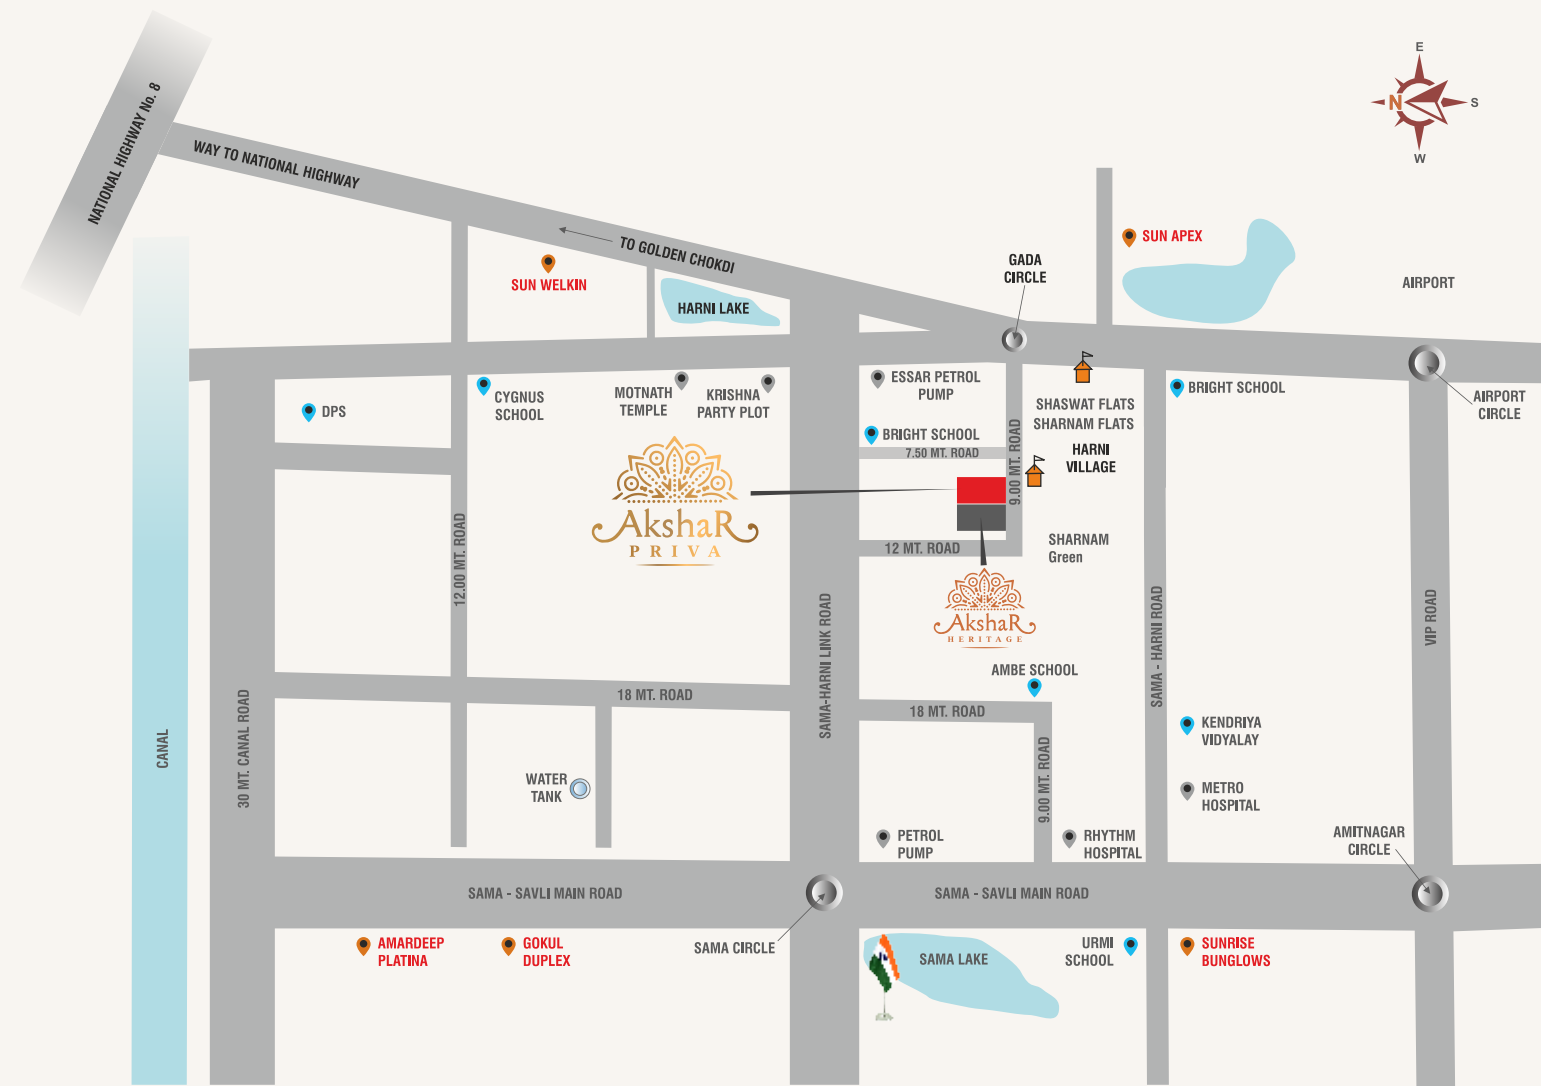 E
N
S
W
NATIONAL HIGHWAY No. 8
WAY TO NATIONAL HIGHWAY
TO GOLDEN CHOKDI
SUN WELKIN
HARNI LAKE
GADA
CIRCLE
SUN APEX
AIRPORT
DPS
CYGNUS
SCHOOL
MOTNATH
TEMPLE
KRISHNA
PARTY PLOT
ESSAR PETROL
PUMP
SHASWAT FLATS
SHARNAM FLATS
BRIGHT SCHOOL
AIRPORT
CIRCLE
BRIGHT SCHOOL
7.50 MT. ROAD
9.00 MT. ROAD
HARNI
VILLAGE
AkshaR
PRIVA
12 MT. ROAD
SHARNAM
Green
12.00 MT. ROAD
AkshaR
HERITAGE
SAMA-HARNI LINK ROAD
SAMA - HARNI ROAD
VIP ROAD
AMBE SCHOOL
18 MT. ROAD
18 MT. ROAD
CANAL
30 MT. CANAL ROAD
KENDRIYA
VIDYALAY
WATER
TANK
9.00 MT. ROAD
METRO
HOSPITAL
PETROL
PUMP
RHYTHM
HOSPITAL
AMITNAGAR
CIRCLE
SAMA - SAVLI MAIN ROAD
SAMA - SAVLI MAIN ROAD
AMARDEEP
PLATINA
GOKUL
DUPLEX
SAMA CIRCLE
SAMA LAKE
URMI
SCHOOL
SUNRISE
BUNGLOWS